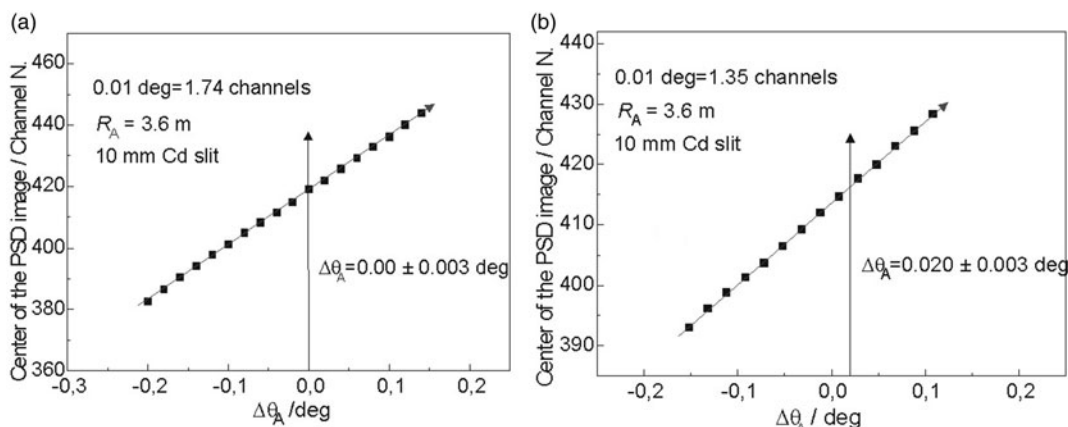 (a)
Center of the PSD image / Channel N.
460
440
420
400
380
360
0.01 deg=1.74 channels
R_A = 3.6 m
10 mm Cd slit
Δθ_A=0.00 ± 0.003 deg
-0,3
-0,2
-0,1
0,0
0,1
0,2
Δθ_A /deg
(b)
Center of the PSD image / Channel N.
440
430
420
410
400
390
0.01 deg=1.35 channels
R_A = 3.6 m
10 mm Cd slit
Δθ_A=0.020 ± 0.003 deg
-0,2
-0,1
0,0
0,1
0,2
Δθ_A / deg